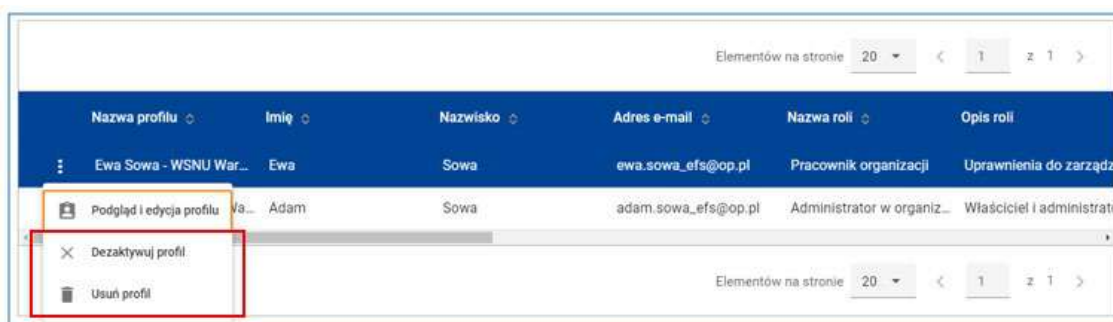 Elementów na stronie 20 1 z 1
Nazwa profilu Imię Nazwisko Adres e-mail Nazwa roli Opis roli
Ewa Sowa - WSNU War... Ewa Sowa ewa.sowa_efs@op.pl Pracownik organizacji Uprawnienia do zarządz
Podgląd i edycja profilu Wa... Adam Sowa adam.sowa_efs@op.pl Administrator w organiz... Właściciel i administrat
Dezaktywuj profil
Usuń profil
Elementów na stronie 20 1 z 1